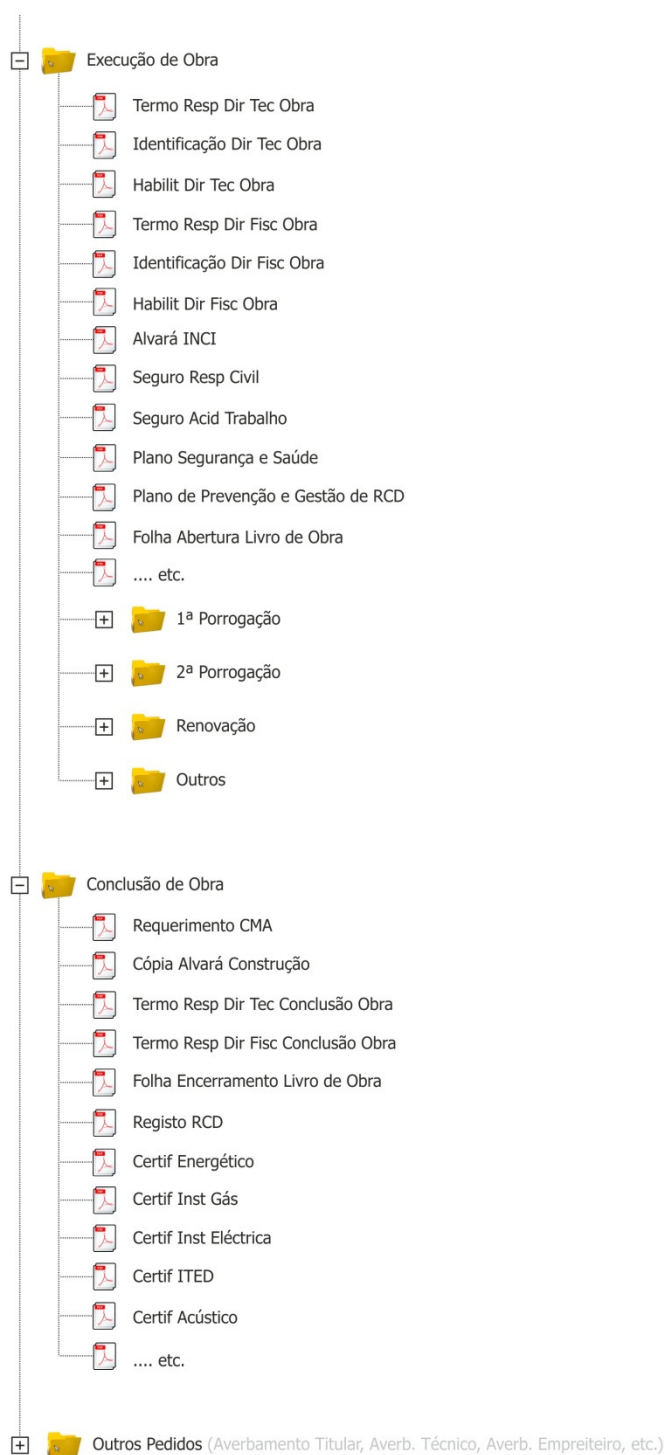 Execução de Obra
Termo Resp Dir Tec Obra
Identificação Dir Tec Obra
Habilit Dir Tec Obra
Termo Resp Dir Fisc Obra
Identificação Dir Fisc Obra
Habilit Dir Fisc Obra
Alvará INCI
Seguro Resp Civil
Seguro Acid Trabalho
Plano Segurança e Saúde
Plano de Prevenção e Gestão de RCD
Folha Abertura Livro de Obra
.... etc.
1ª Porrogação
2ª Porrogação
Renovação
Outros
Conclusão de Obra
Requerimento CMA
Cópia Alvará Construção
Termo Resp Dir Tec Conclusão Obra
Termo Resp Dir Fisc Conclusão Obra
Folha Encerramento Livro de Obra
Registo RCD
Certif Energético
Certif Inst Gás
Certif Inst Eléctrica
Certif ITED
Certif Acústico
.... etc.
Outros Pedidos (Averbamento Titular, Averb. Técnico, Averb. Empreiteiro, etc.)